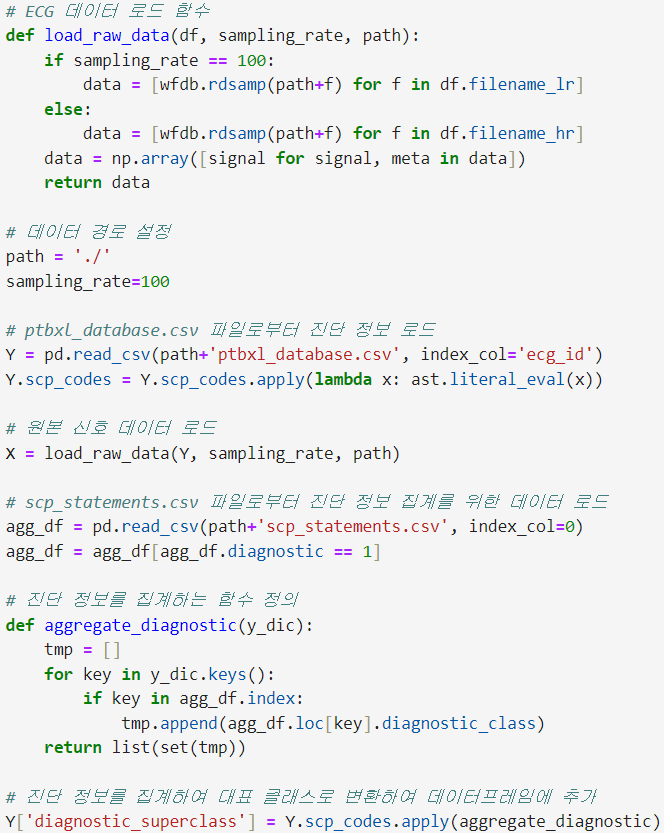 # ECG 데이터 로드 함수
def load_raw_data(df, sampling_rate, path):
    if sampling_rate == 100:
        data = [wfdb.rdsamp(path+f) for f in df.filename_lr]
    else:
        data = [wfdb.rdsamp(path+f) for f in df.filename_hr]
    data = np.array([signal for signal, meta in data])
    return data
# 데이터 경로 설정
path = './'
sampling_rate=100
# ptbxl_database.csv 파일로부터 진단 정보 로드
Y = pd.read_csv(path+'ptbxl_database.csv', index_col='ecg_id')
Y.scp_codes = Y.scp_codes.apply(lambda x: ast.literal_eval(x))
# 원본 신호 데이터 로드
X = load_raw_data(Y, sampling_rate, path)
# scp_statements.csv 파일로부터 진단 정보 집계를 위한 데이터 로드
agg_df = pd.read_csv(path+'scp_statements.csv', index_col=0)
agg_df = agg_df[agg_df.diagnostic == 1]
# 진단 정보를 집계하는 함수 정의
def aggregate_diagnostic(y_dic):
    tmp = []
    for key in y_dic.keys():
        if key in agg_df.index:
            tmp.append(agg_df.loc[key].diagnostic_class)
    return list(set(tmp))
# 진단 정보를 집계하여 대표 클래스로 변환하여 데이터프레임에 추가
Y['diagnostic_superclass'] = Y.scp_codes.apply(aggregate_diagnostic)